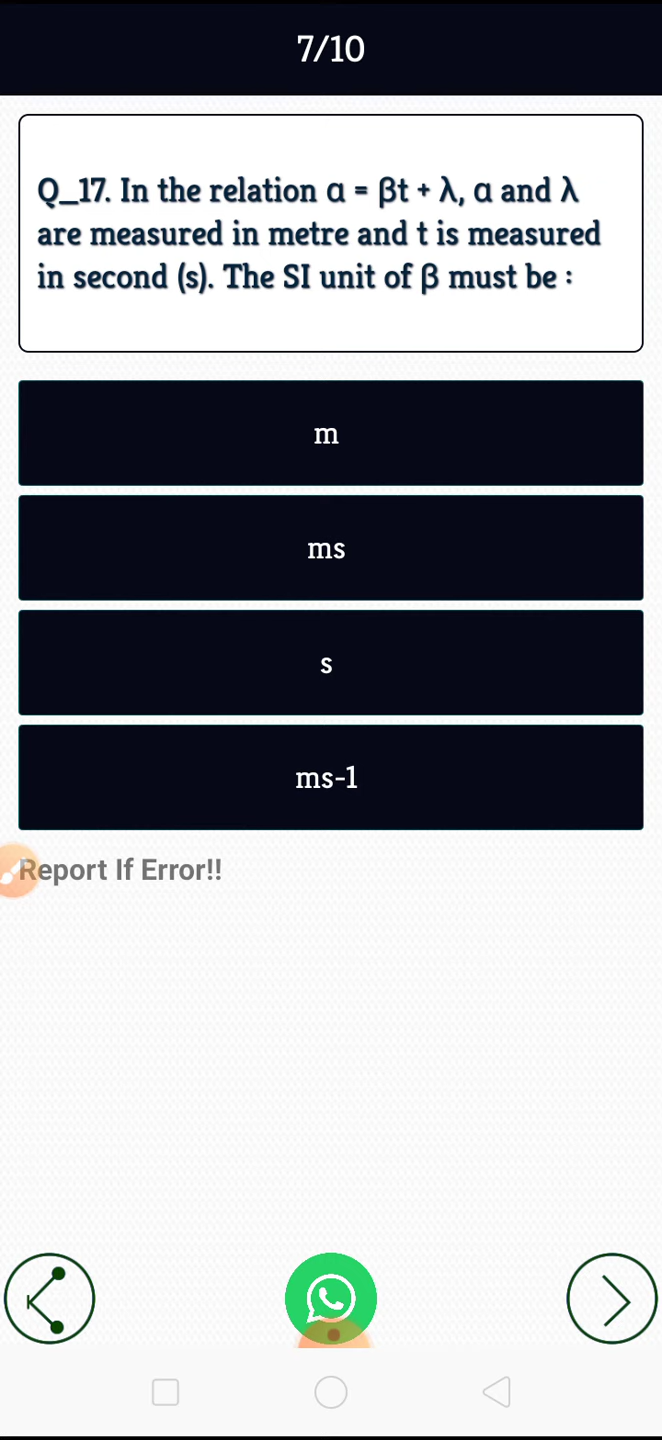 7/10
Q_17. In the relation α = βt + λ, α and λ
are measured in metre and t is measured
in second (s). The SI unit of β must be :
m
ms
s
ms-1
Report If Error!!